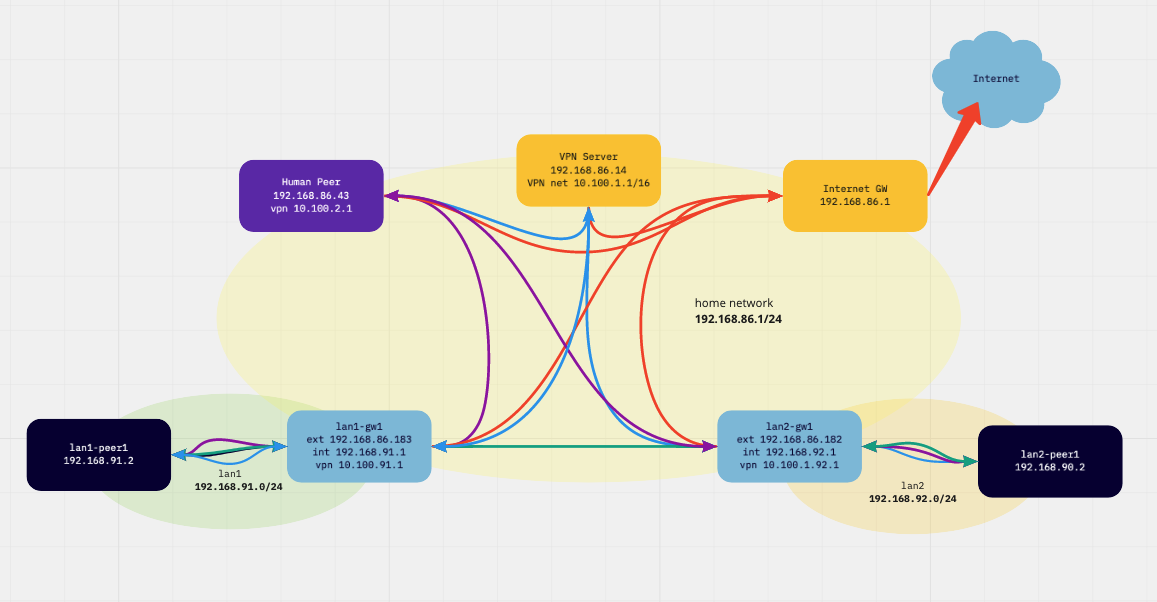 Internet
VPN Server
192.168.86.14
VPN net 10.100.1.1/16
Human Peer
192.168.86.43
vpn 10.100.2.1
Internet GW
192.168.86.1
home network
192.168.86.1/24
lan1-peer1
192.168.91.2
lan1-gw1
ext 192.168.86.183
int 192.168.91.1
vpn 10.100.91.1
lan1
192.168.91.0/24
lan2-gw1
ext 192.168.86.182
int 192.168.92.1
vpn 10.100.1.92.1
lan2
192.168.92.0/24
lan2-peer1
192.168.90.2